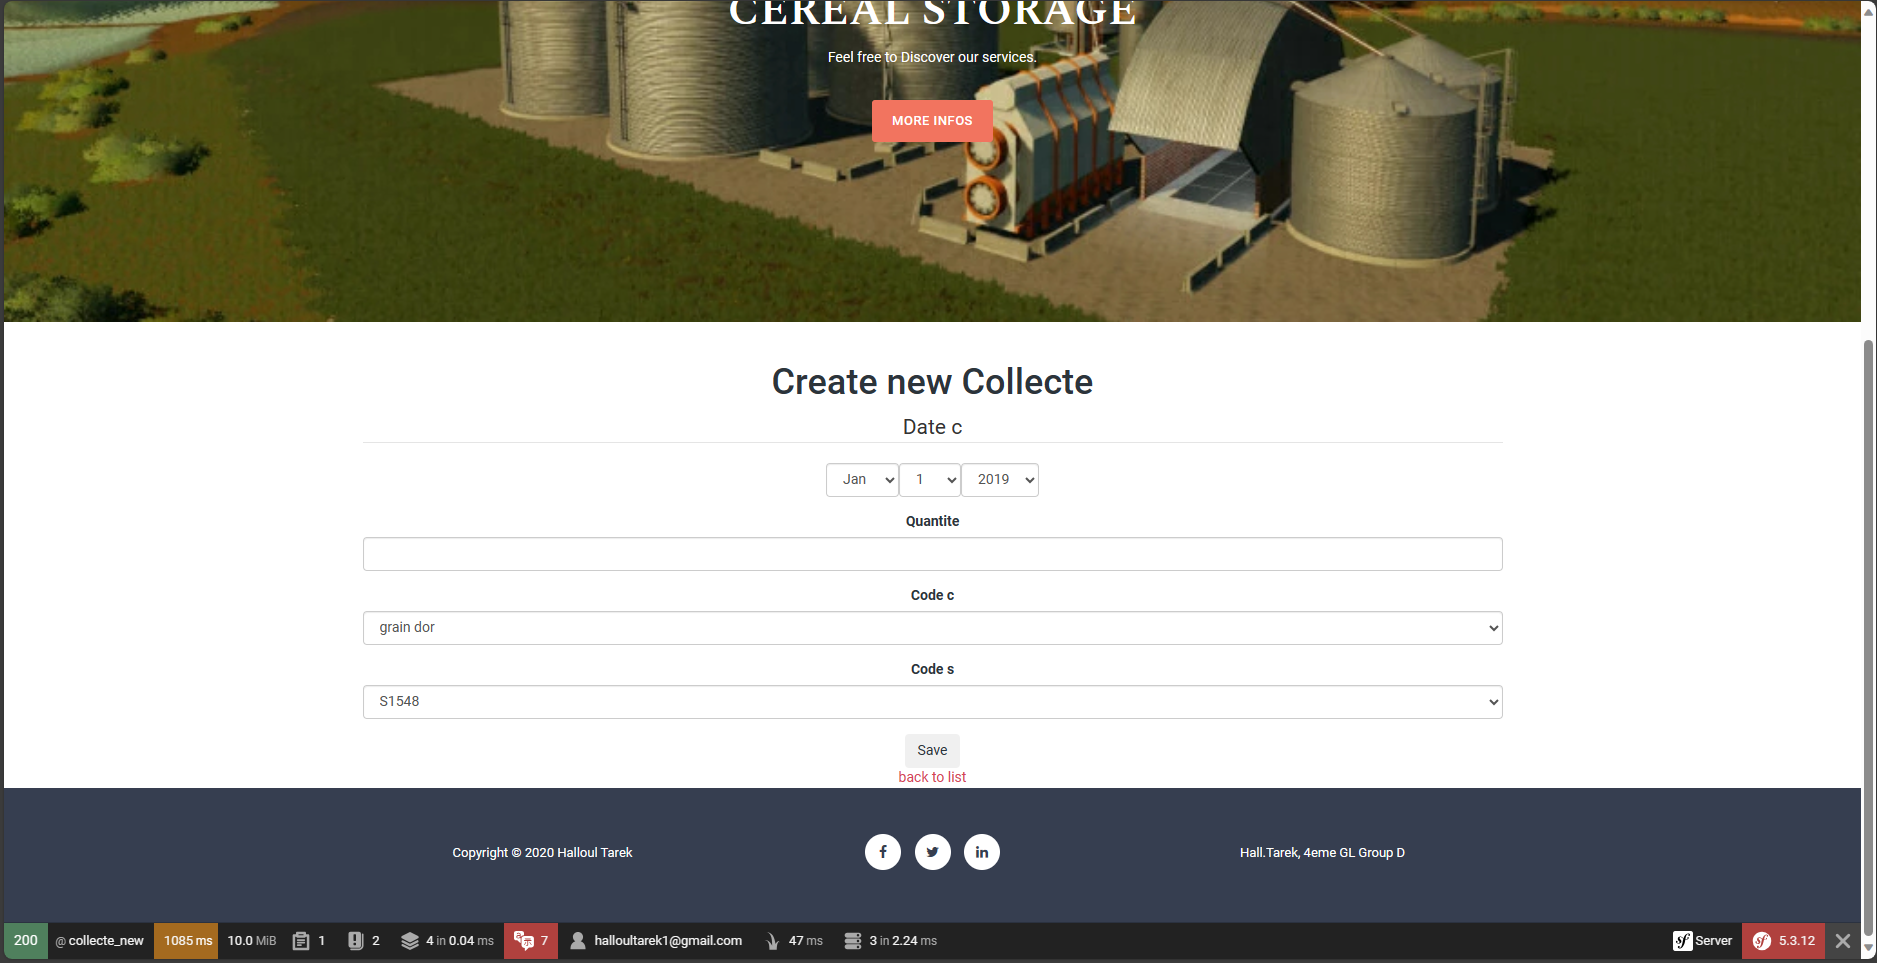 CEREAL STORAGE
Feel free to Discover our services.
MORE INFOS
Create new Collecte
Date c
Jan 1 2019
Quantite
Code c
grain dor
Code s
S1548
Save
back to list
Copyright © 2020 Halloul Tarek
Hall.Tarek, 4eme GL Group D
200 @ collecte_new 1085 ms 10.0 MiB 1 2 4 in 0.04 ms 7 halloultarek1@gmail.com 47 ms 3 in 2.24 ms Server 5.3.12